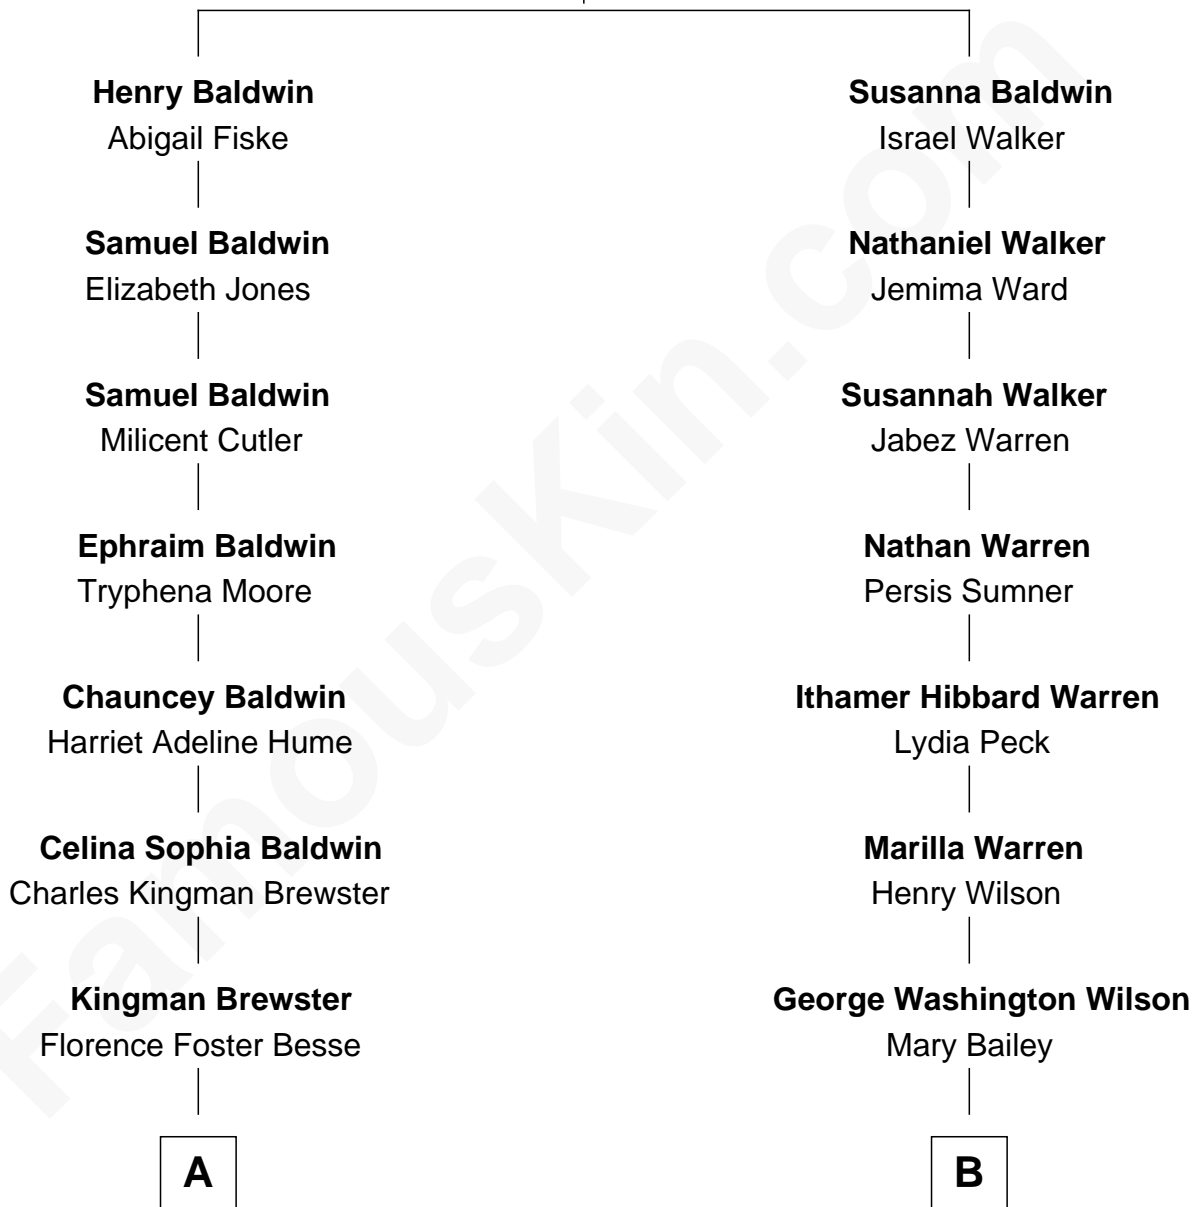 Henry Baldwin
Abigail Fiske
Samuel Baldwin
Elizabeth Jones
Samuel Baldwin
Milicent Cutler
Ephraim Baldwin
Tryphena Moore
Chauncey Baldwin
Harriet Adeline Hume
Celina Sophia Baldwin
Charles Kingman Brewster
Kingman Brewster
Florence Foster Besse
A
Susanna Baldwin
Israel Walker
Nathaniel Walker
Jemima Ward
Susannah Walker
Jabez Warren
Nathan Warren
Persis Sumner
Ithamer Hibbard Warren
Lydia Peck
Marilla Warren
Henry Wilson
George Washington Wilson
Mary Bailey
B
FamousKin.com